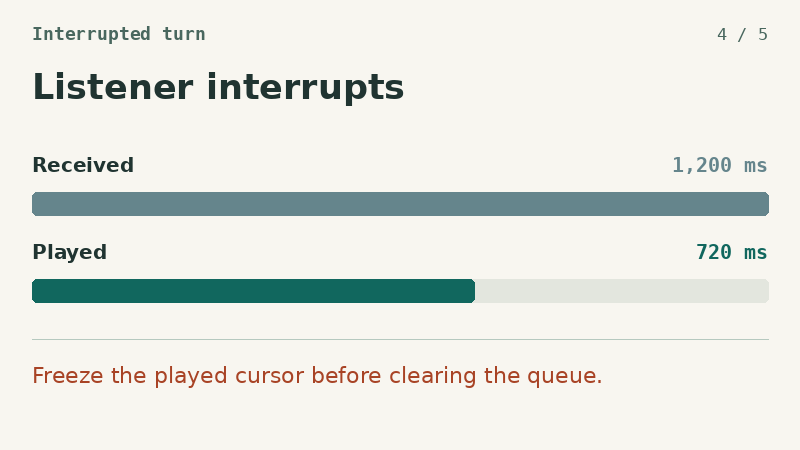 Interrupted turn
4 / 5
Listener interrupts
Received
1,200 ms
Played
720 ms
Freeze the played cursor before clearing the queue.